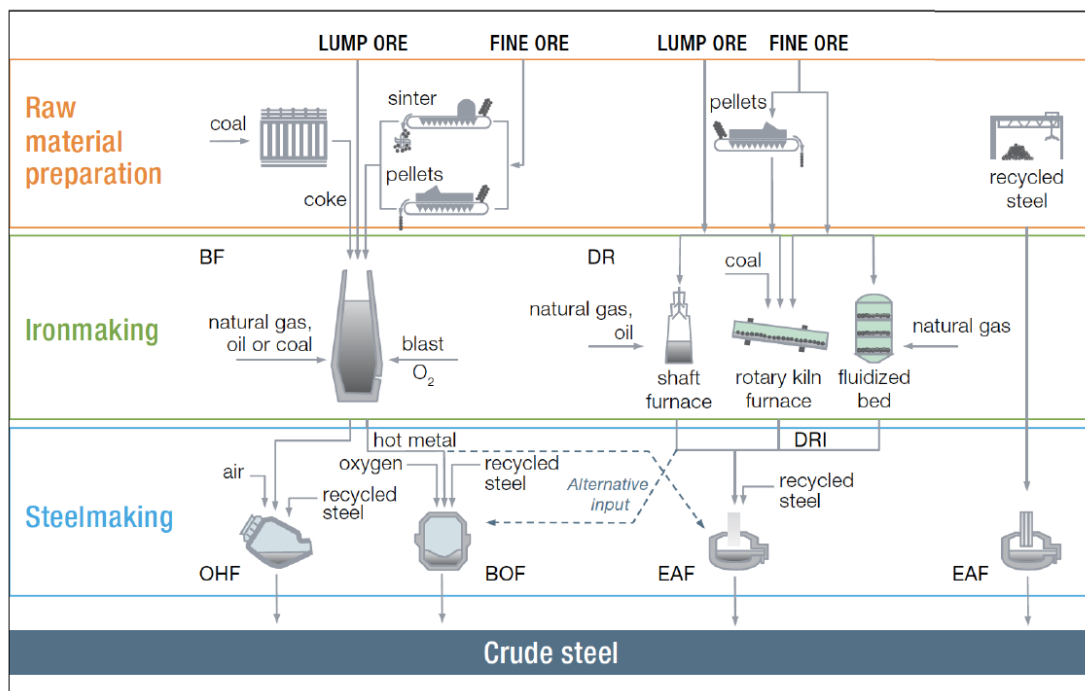 LUMP ORE
FINE ORE
LUMP ORE
FINE ORE
Raw
material
preparation
coal
coke
sinter
pellets
pellets
recycled
steel
Ironmaking
BF
natural gas,
oil or coal
blast
O₂
DR
natural gas,
oil
coal
natural gas
shaft
furnace
rotary kiln
furnace
fluidized
bed
Steelmaking
hot metal
DRI
air
recycled
steel
oxygen
recycled
steel
Alternative
input
recycled
steel
OHF
BOF
EAF
EAF
Crude steel